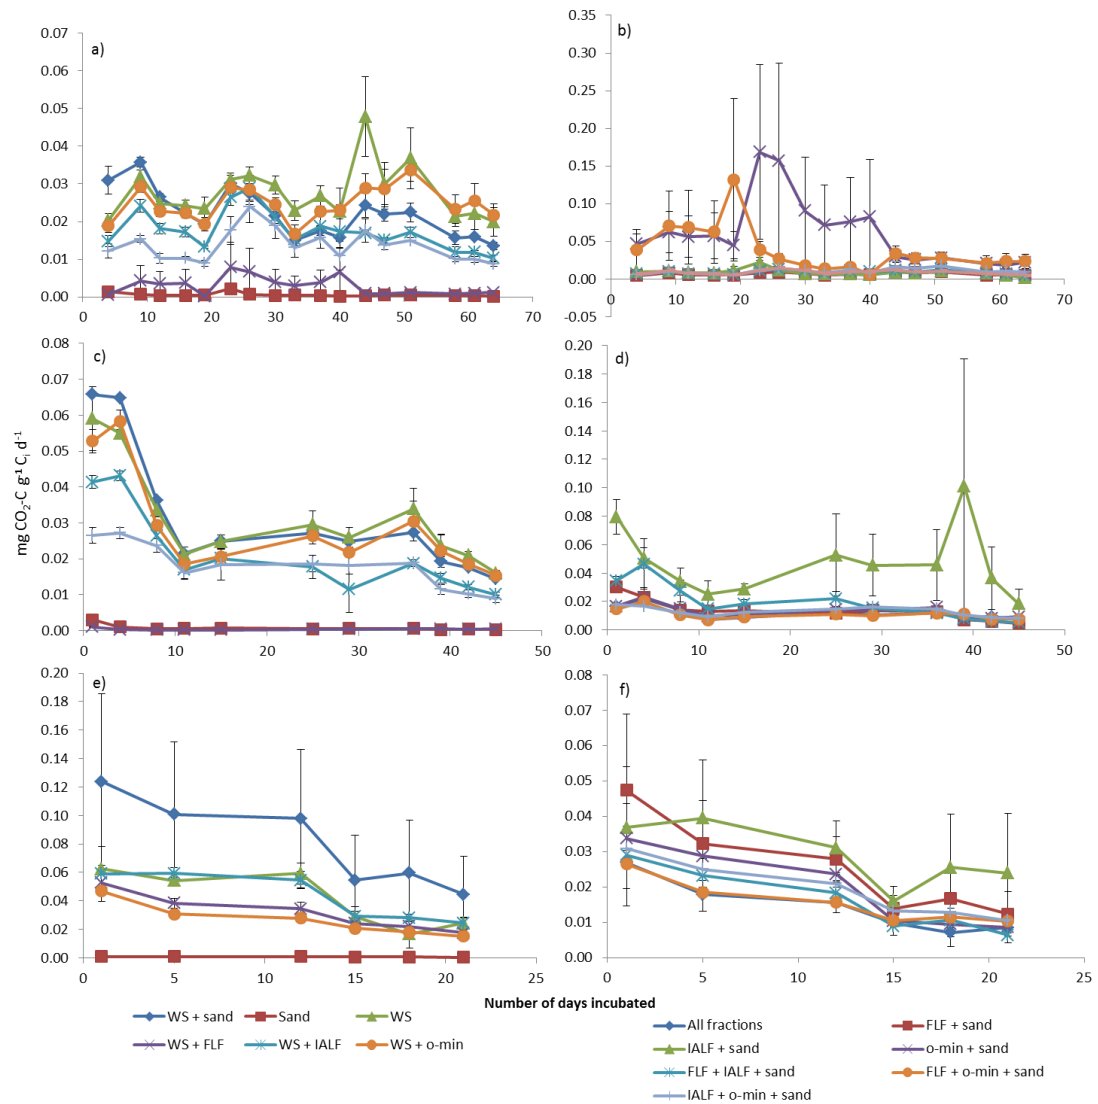 a)
0.07
0.06
0.05
0.04
0.03
0.02
0.01
0.00
0 10 20 30 40 50 60 70
b)
0.35
0.30
0.25
0.20
0.15
0.10
0.05
0.00
-0.05
0 10 20 30 40 50 60 70
mg CO₂-C g⁻¹ Cᵢ d⁻¹
c)
0.08
0.07
0.06
0.05
0.04
0.03
0.02
0.01
0.00
0 10 20 30 40 50
d)
0.20
0.18
0.16
0.14
0.12
0.10
0.08
0.06
0.04
0.02
0.00
0 10 20 30 40 50
e)
0.20
0.18
0.16
0.14
0.12
0.10
0.08
0.06
0.04
0.02
0.00
0 5 10 15 20 25
f)
0.08
0.07
0.06
0.05
0.04
0.03
0.02
0.01
0.00
0 5 10 15 20 25
Number of days incubated
WS + sand Sand WS
WS + FLF WS + IALF WS + o-min
All fractions FLF + sand
IALF + sand o-min + sand
FLF + IALF + sand FLF + o-min + sand
IALF + o-min + sand